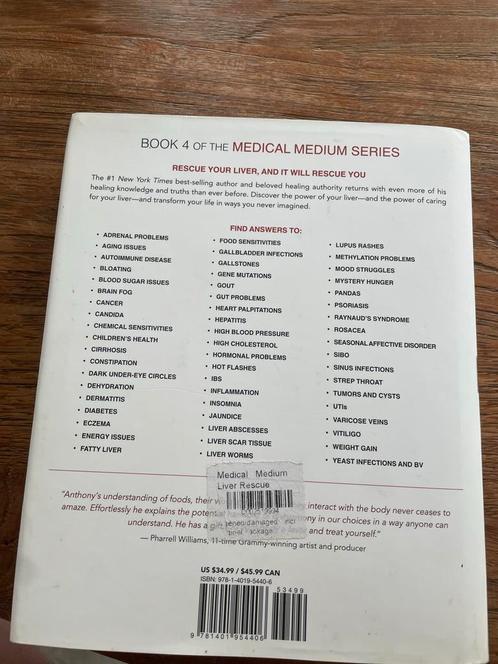 BOOK 4 OF THE MEDICAL MEDIUM SERIES
RESCUE YOUR LIVER, AND IT WILL RESCUE YOU
The #1 New York Times best-selling author and beloved healing authority returns with even more of his
healing knowledge and truths than ever before. Discover the power of your liver—and the power of caring
for your liver—and transform your life in ways you never imagined.
FIND ANSWERS TO:
• ADRENAL PROBLEMS
• AGING ISSUES
• AUTOIMMUNE DISEASE
• BLOATING
• BLOOD SUGAR ISSUES
• BRAIN FOG
• CANCER
• CANDIDA
• CHEMICAL SENSITIVITIES
• CHILDREN'S HEALTH
• CIRRHOSIS
• CONSTIPATION
• DARK UNDER-EYE CIRCLES
• DEHYDRATION
• DERMATITIS
• DIABETES
• ECZEMA
• ENERGY ISSUES
• FATTY LIVER
• FOOD SENSITIVITIES
• GALLBLADDER INFECTIONS
• GALLSTONES
• GENE MUTATIONS
• GOUT
• GUT PROBLEMS
• HEART PALPITATIONS
• HEPATITIS
• HIGH BLOOD PRESSURE
• HIGH CHOLESTEROL
• HORMONAL PROBLEMS
• HOT FLASHES
• IBS
• INFLAMMATION
• INSOMNIA
• JAUNDICE
• LIVER ABSCESSES
• LIVER SCAR TISSUE
• LIVER WORMS
• LUPUS RASHES
• METHYLATION PROBLEMS
• MOOD STRUGGLES
• MYSTERY HUNGER
• PANDAS
• PSORIASIS
• RAYNAUD'S SYNDROME
• ROSACEA
• SEASONAL AFFECTIVE DISORDER
• SIBO
• SINUS INFECTIONS
• STREP THROAT
• TUMORS AND CYSTS
• UTIs
• VARICOSE VEINS
• VITILIGO
• WEIGHT GAIN
• YEAST INFECTIONS AND BV
Medical Medium
Liver Rescue
"Anthony's understanding of foods, their interact with the body never ceases to
amaze. Effortlessly he explains the potential in our choices in a way anyone can
understand. He has a and treat yourself."
— Pharrell Williams, 11-time Grammy-winning artist and producer
US $34.99 / $45.99 CAN
ISBN: 978-1-4019-5440-6
53499
9 781401 954406